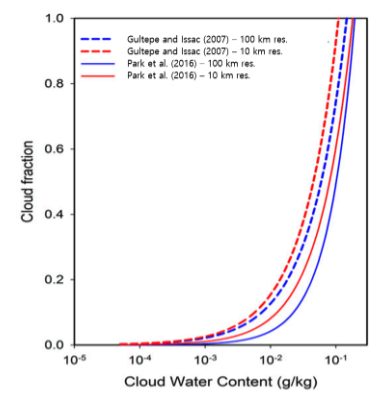 1.0
Gultepe and Issac (2007) – 100 km res.
Gultepe and Issac (2007) – 10 km res.
Park et al. (2016) – 100 km res.
Park et al. (2016) – 10 km res.
0.8
0.6
0.4
0.2
0.0
Cloud fraction
10-5 10-4 10-3 10-2 10-1
Cloud Water Content (g/kg)